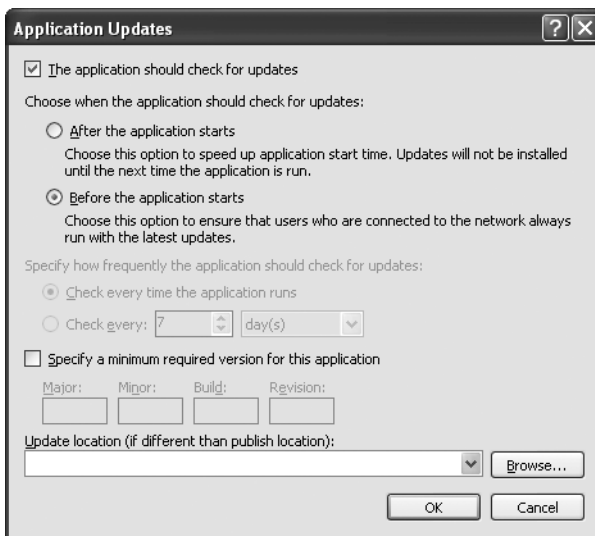 Application Updates
The application should check for updates
Choose when the application should check for updates:
After the application starts
Choose this option to speed up application start time. Updates will not be installed
until the next time the application is run.
Before the application starts
Choose this option to ensure that users who are connected to the network always
run with the latest updates.
Specify how frequently the application should check for updates:
Check every time the application runs
Check every: 7 day(s)
Specify a minimum required version for this application
Major: Minor: Build: Revision:
Update location (if different than publish location):
Browse...
OK Cancel